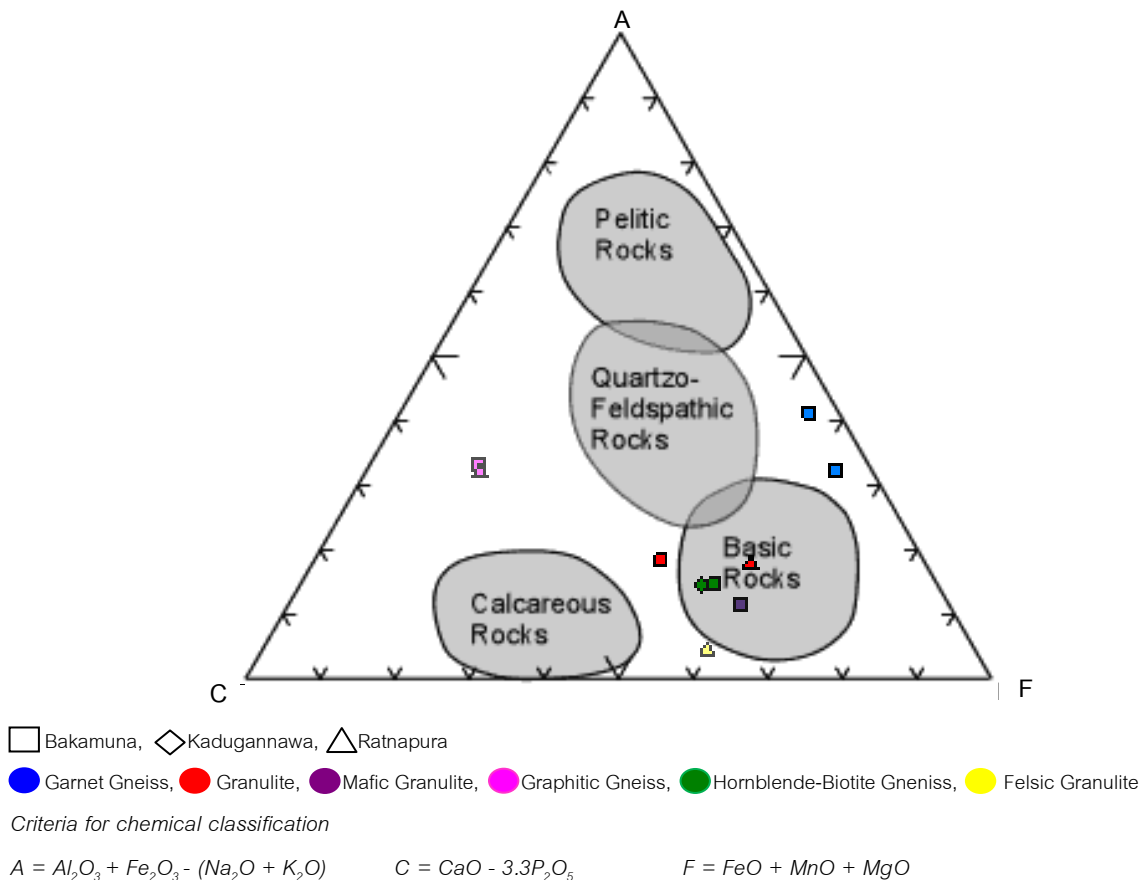 A
Pelitic
Rocks
Quartzo-
Feldspathic
Rocks
Basic
Rocks
Calcareous
Rocks
C
F
Bakamuna, Kadugannawa, Ratnapura
Garnet Gneiss, Granulite, Mafic Granulite, Graphitic Gneiss, Hornblende-Biotite Gneniss, Felsic Granulite
Criteria for chemical classification
A = Al₂O₃ + Fe₂O₃ - (Na₂O + K₂O) C = CaO - 3.3P₂O₅ F = FeO + MnO + MgO